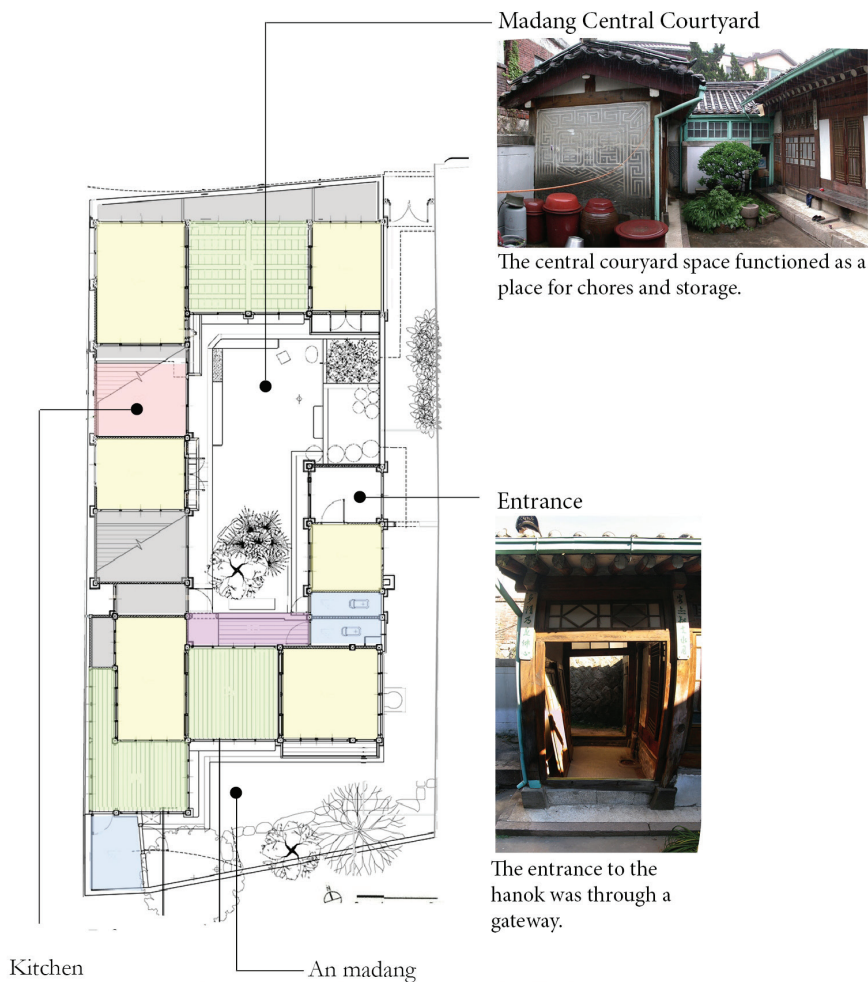 Madang Central Courtyard
The central couryard space functioned as a
place for chores and storage.
Entrance
The entrance to the
hanok was through a
gateway.
Kitchen
An madang